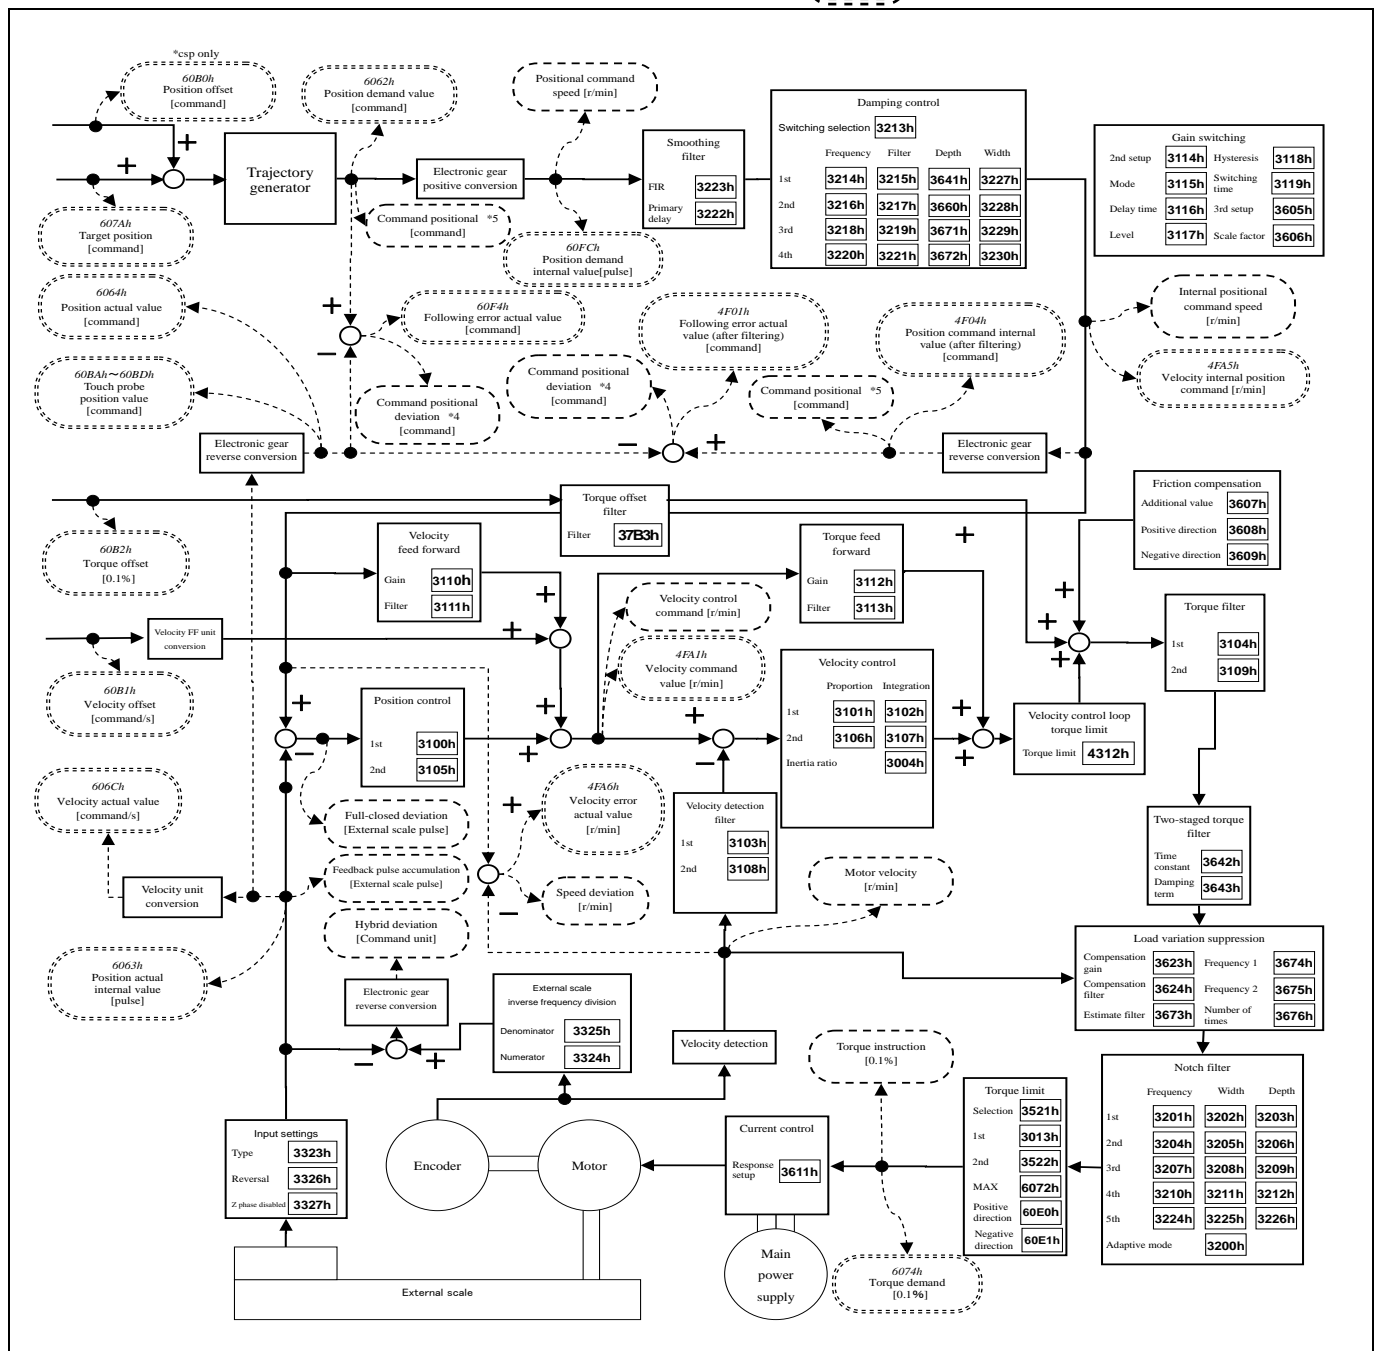 *csp only
60B0h
Position offset
[command]
6062h
Position demand value
[command]
Positional command
speed [r/min]
Damping control
Switching selection 3213h
Frequency Filter Depth Width
1st 3214h 3215h 3641h 3227h
2nd 3216h 3217h 3660h 3228h
3rd 3218h 3219h 3671h 3229h
4th 3220h 3221h 3672h 3230h
Gain switching
2nd setup 3114h Hysteresis 3118h
Mode 3115h Switching
time 3119h
Delay time 3116h 3rd setup 3605h
Level 3117h Scale factor 3606h
+
+
Trajectory
generator
Electronic gear
positive conversion
Smoothing
filter
FIR 3223h
Primary
delay 3222h
607Ah
Target position
[command]
Command positional *5
[command]
60FCh
Position demand
internal value[pulse]
6064h
Position actual value
[command]
+
−
60F4h
Following error actual value
[command]
4F01h
Following error actual
value (after filtering)
[command]
4F04h
Position command internal
value (after filtering)
[command]
Internal positional
command speed
[r/min]
4FA5h
Velocity internal position
command [r/min]
60BAh～60BDh
Touch probe
position value
[command]
Command positional
deviation *4
[command]
Command positional
deviation *4
[command]
Command positional *5
[command]
Electronic gear
reverse conversion
−
+
Electronic gear
reverse conversion
Torque offset
filter
Filter 37B3h
Friction compensation
Additional value 3607h
Positive direction 3608h
Negative direction 3609h
60B2h
Torque offset
[0.1%]
Velocity
feed forward
Gain 3110h
Filter 3111h
Torque feed
forward
Gain 3112h
Filter 3113h
+
+
+
+
+
Velocity control
command [r/min]
Torque filter
1st 3104h
2nd 3109h
Velocity FF unit
conversion
+
4FA1h
Velocity command
value [r/min]
60B1h
Velocity offset
[command/s]
+
−
Position control
1st 3100h
2nd 3105h
+
+
+
−
Velocity control
Proportion Integration
1st 3101h 3102h
2nd 3106h 3107h
Inertia ratio 3004h
+
+
Velocity control loop
torque limit
Torque limit 4312h
606Ch
Velocity actual value
[command/s]
Full-closed deviation
[External scale pulse]
+
4FA6h
Velocity error
actual value
[r/min]
Velocity detection
filter
1st 3103h
2nd 3108h
Two-staged torque
filter
Time
constant 3642h
Damping
term 3643h
Velocity unit
conversion
Feedback pulse accumulation
[External scale pulse]
−
Speed deviation
[r/min]
Motor velocity
[r/min]
Hybrid deviation
[Command unit]
6063h
Position actual
internal value
[pulse]
Electronic gear
reverse conversion
External scale
inverse frequency division
Denominator 3325h
Numerator 3324h
Load variation suppression
Compensation
gain 3623h Frequency 1 3674h
Compensation
filter 3624h Frequency 2 3675h
Estimate filter 3673h Number of
times 3676h
−
+
Velocity detection
Torque instruction
[0.1%]
Notch filter
Frequency Width Depth
1st 3201h 3202h 3203h
2nd 3204h 3205h 3206h
3rd 3207h 3208h 3209h
4th 3210h 3211h 3212h
5th 3224h 3225h 3226h
Adaptive mode 3200h
Torque limit
Selection 3521h
1st 3013h
2nd 3522h
MAX 6072h
Positive
direction 60E0h
Negative
direction 60E1h
Input settings
Type 3323h
Reversal 3326h
Z phase disabled 3327h
Encoder
Motor
Current control
Response
setup 3611h
Main
power
supply
6074h
Torque demand
[0.1%]
External scale